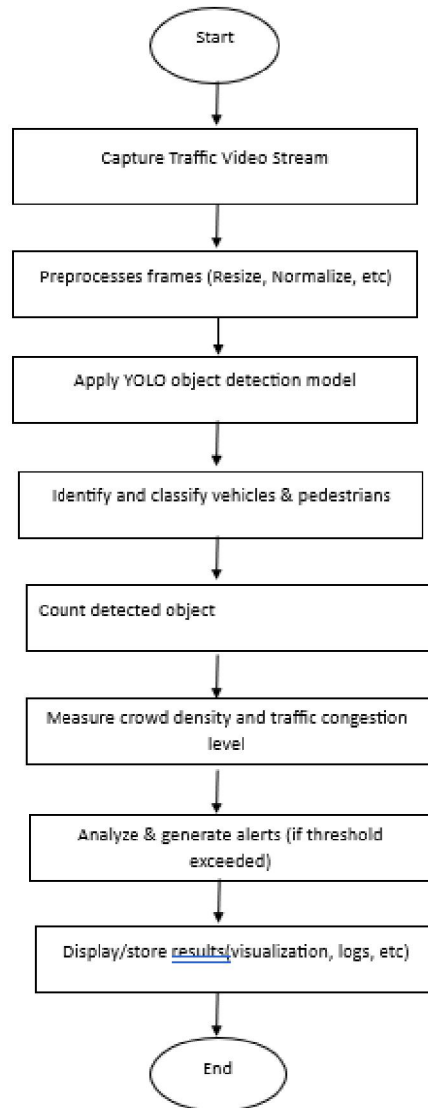 Start
Capture Traffic Video Stream
Preprocesses frames (Resize, Normalize, etc)
Apply YOLO object detection model
Identify and classify vehicles & pedestrians
Count detected object
Measure crowd density and traffic congestion
level
Analyze & generate alerts (if threshold
exceeded)
Display/store results(visualization, logs, etc)
End